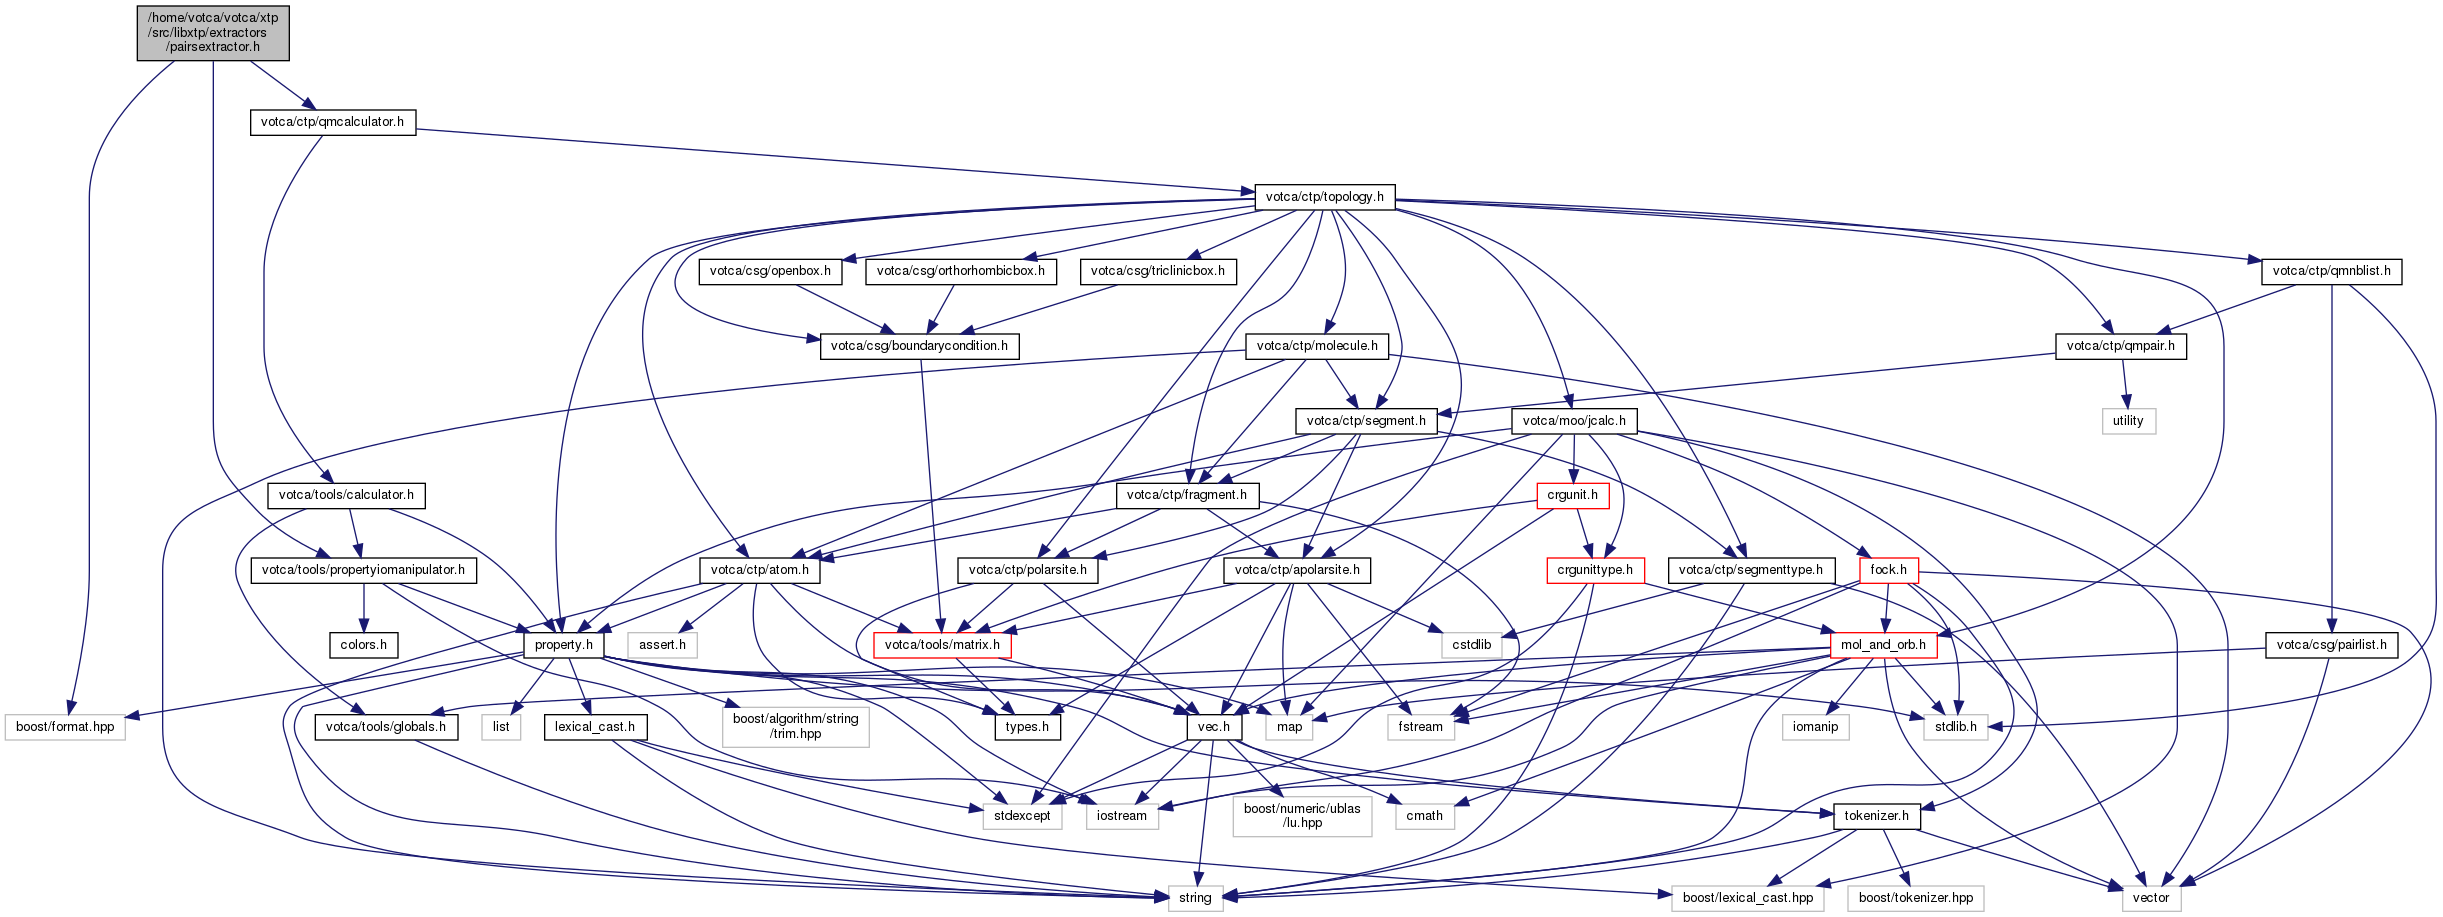 /home/votca/votca/xtp
/src/libxtp/extractors
/pairsextractor.h
votca/ctp/qmcalculator.h
votca/ctp/topology.h
votca/csg/openbox.h
votca/csg/orthorhombicbox.h
votca/csg/triclinicbox.h
votca/ctp/qmnblist.h
votca/csg/boundarycondition.h
votca/ctp/molecule.h
votca/ctp/qmpair.h
votca/ctp/segment.h
votca/moo/jcalc.h
utility
votca/tools/calculator.h
votca/ctp/fragment.h
crgunit.h
votca/tools/propertyiomanipulator.h
votca/ctp/atom.h
votca/ctp/polarsite.h
votca/ctp/apolarsite.h
crgunittype.h
votca/ctp/segmenttype.h
fock.h
colors.h
property.h
assert.h
votca/tools/matrix.h
cstdlib
mol_and_orb.h
votca/csg/pairlist.h
boost/format.hpp
votca/tools/globals.h
list
lexical_cast.h
boost/algorithm/string
/trim.hpp
types.h
vec.h
map
fstream
iomanip
stdlib.h
stdexcept
iostream
boost/numeric/ublas
/lu.hpp
cmath
tokenizer.h
string
boost/lexical_cast.hpp
boost/tokenizer.hpp
vector